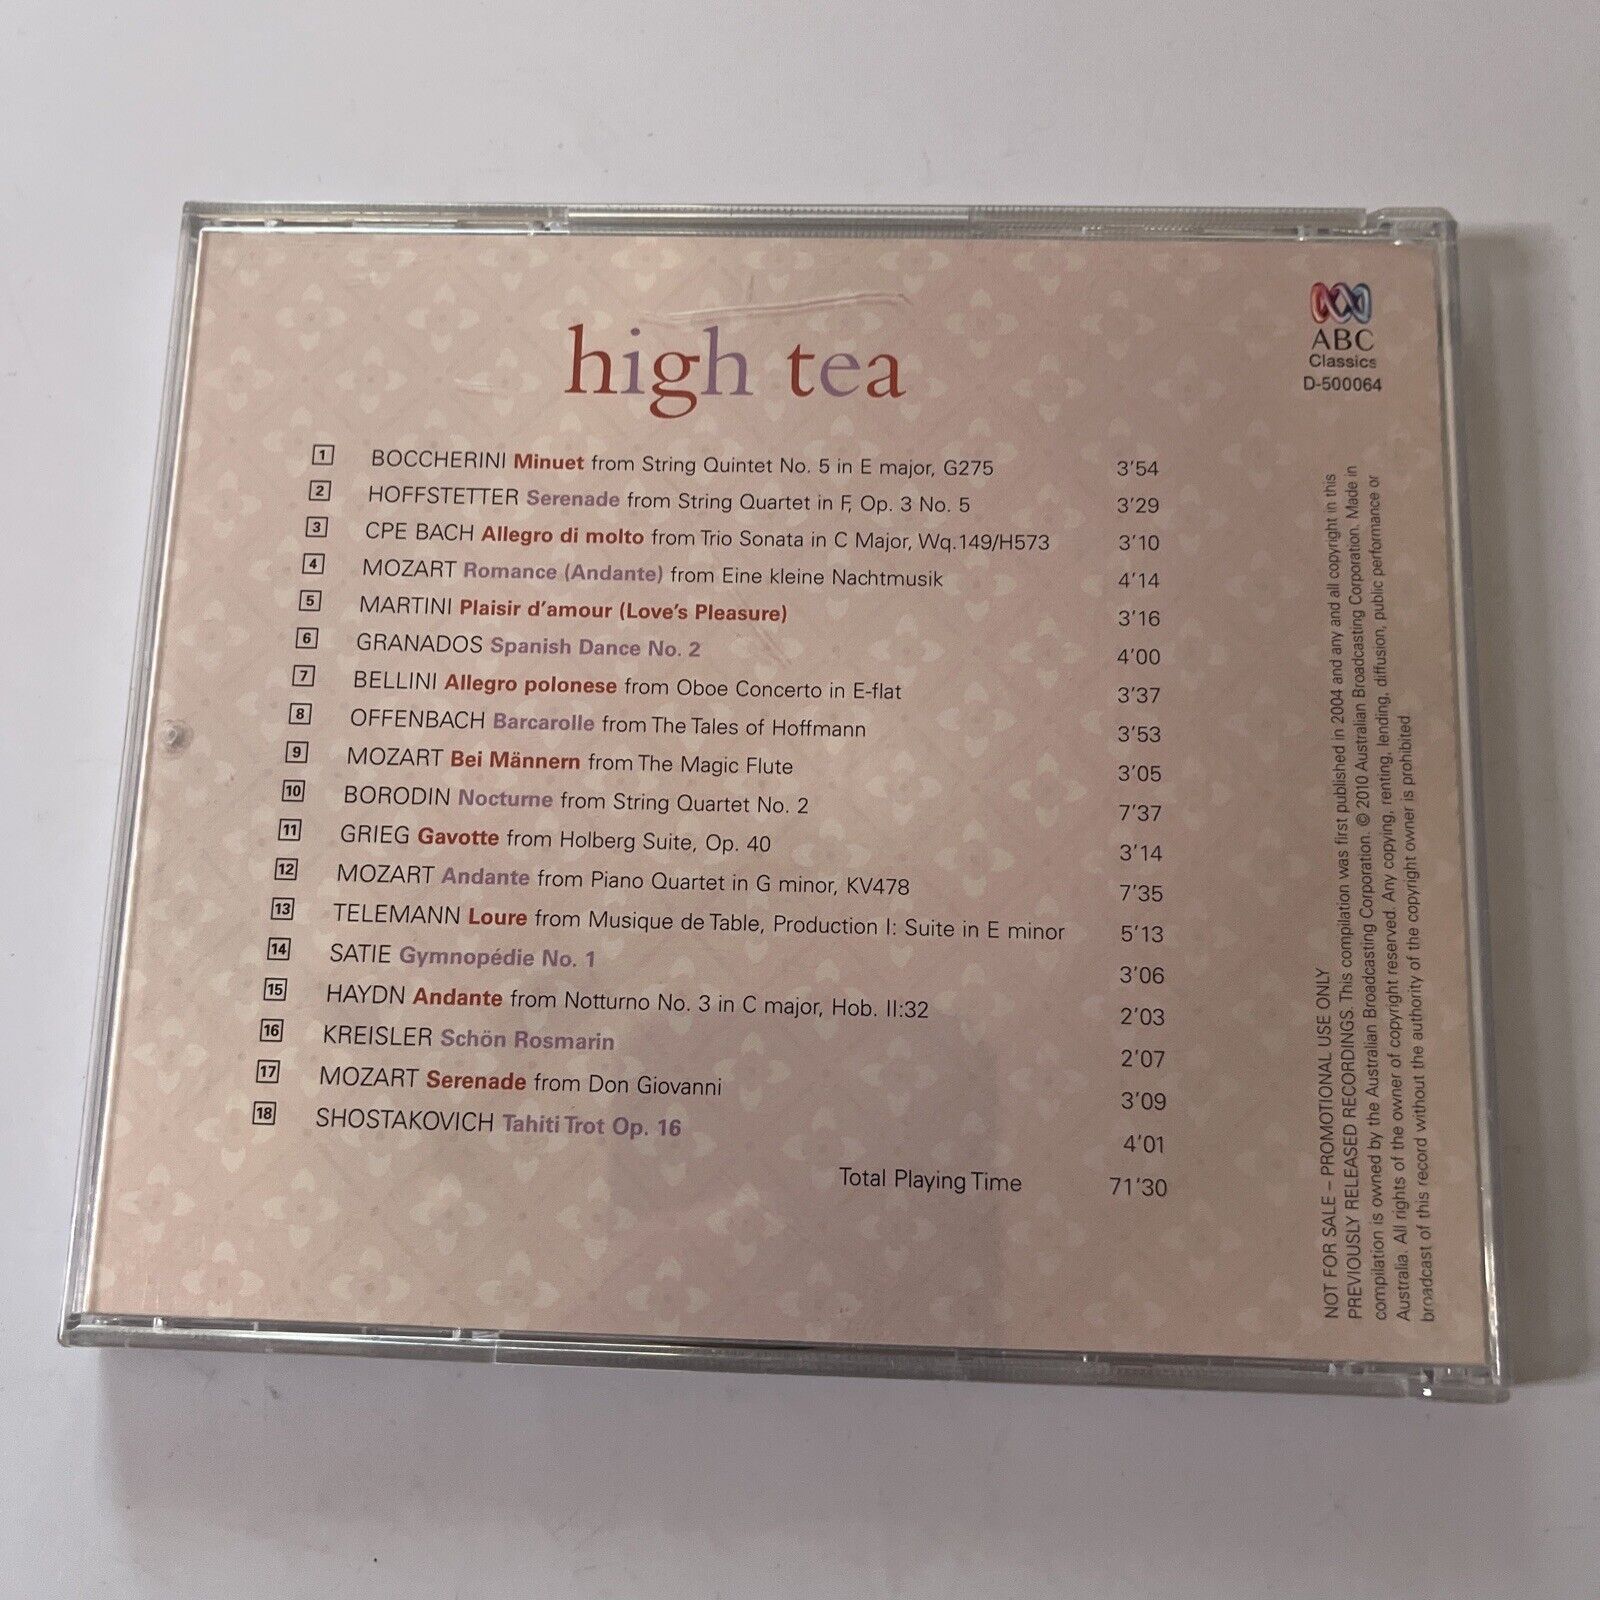 high tea
ABC
Classics
D-500064
1 BOCCHERINI Minuet from String Quintet No. 5 in E major, G275 3'54
2 HOFFSTETTER Serenade from String Quartet in F, Op. 3 No. 5 3'29
3 CPE BACH Allegro di molto from Trio Sonata in C Major, Wq.149/H573 3'10
4 MOZART Romance (Andante) from Eine kleine Nachtmusik 4'14
5 MARTINI Plaisir d'amour (Love's Pleasure) 3'16
6 GRANADOS Spanish Dance No. 2 4'00
7 BELLINI Allegro polonese from Oboe Concerto in E-flat 3'37
8 OFFENBACH Barcarolle from The Tales of Hoffmann 3'53
9 MOZART Bei Männern from The Magic Flute 3'05
10 BORODIN Nocturne from String Quartet No. 2 7'37
11 GRIEG Gavotte from Holberg Suite, Op. 40 3'14
12 MOZART Andante from Piano Quartet in G minor, KV478 7'35
13 TELEMANN Loure from Musique de Table, Production I: Suite in E minor 5'13
14 SATIE Gymnopédie No. 1 3'06
15 HAYDN Andante from Notturno No. 3 in C major, Hob. II:32 2'03
16 KREISLER Schön Rosmarin 2'07
17 MOZART Serenade from Don Giovanni 3'09
18 SHOSTAKOVICH Tahiti Trot Op. 16 4'01
Total Playing Time 71'30
NOT FOR SALE – PROMOTIONAL USE ONLY
PREVIOUSLY RELEASED RECORDINGS. This compilation was first published in 2004 and any and all copyright in this
compilation is owned by the Australian Broadcasting Corporation. © 2010 Australian Broadcasting Corporation. Made in
Australia. All rights of the owner of copyright reserved. Any copying, renting, lending, diffusion, public performance or
broadcast of this record without the authority of the copyright owner is prohibited